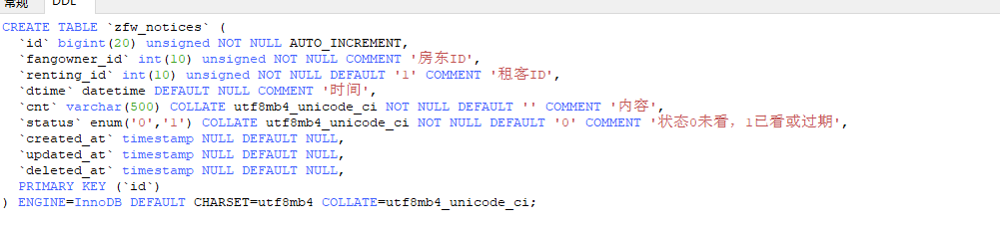 常规 DDL
CREATE TABLE `zfw_notices` (
  `id` bigint(20) unsigned NOT NULL AUTO_INCREMENT,
  `fangowner_id` int(10) unsigned NOT NULL COMMENT '房东ID',
  `renting_id` int(10) unsigned NOT NULL DEFAULT '1' COMMENT '租客ID',
  `dtime` datetime DEFAULT NULL COMMENT '时间',
  `cnt` varchar(500) COLLATE utf8mb4_unicode_ci NOT NULL DEFAULT '' COMMENT '内容',
  `status` enum('0','1') COLLATE utf8mb4_unicode_ci NOT NULL DEFAULT '0' COMMENT '状态0未看，1已看或过期',
  `created_at` timestamp NULL DEFAULT NULL,
  `updated_at` timestamp NULL DEFAULT NULL,
  `deleted_at` timestamp NULL DEFAULT NULL,
  PRIMARY KEY (`id`)
) ENGINE=InnoDB DEFAULT CHARSET=utf8mb4 COLLATE=utf8mb4_unicode_ci;